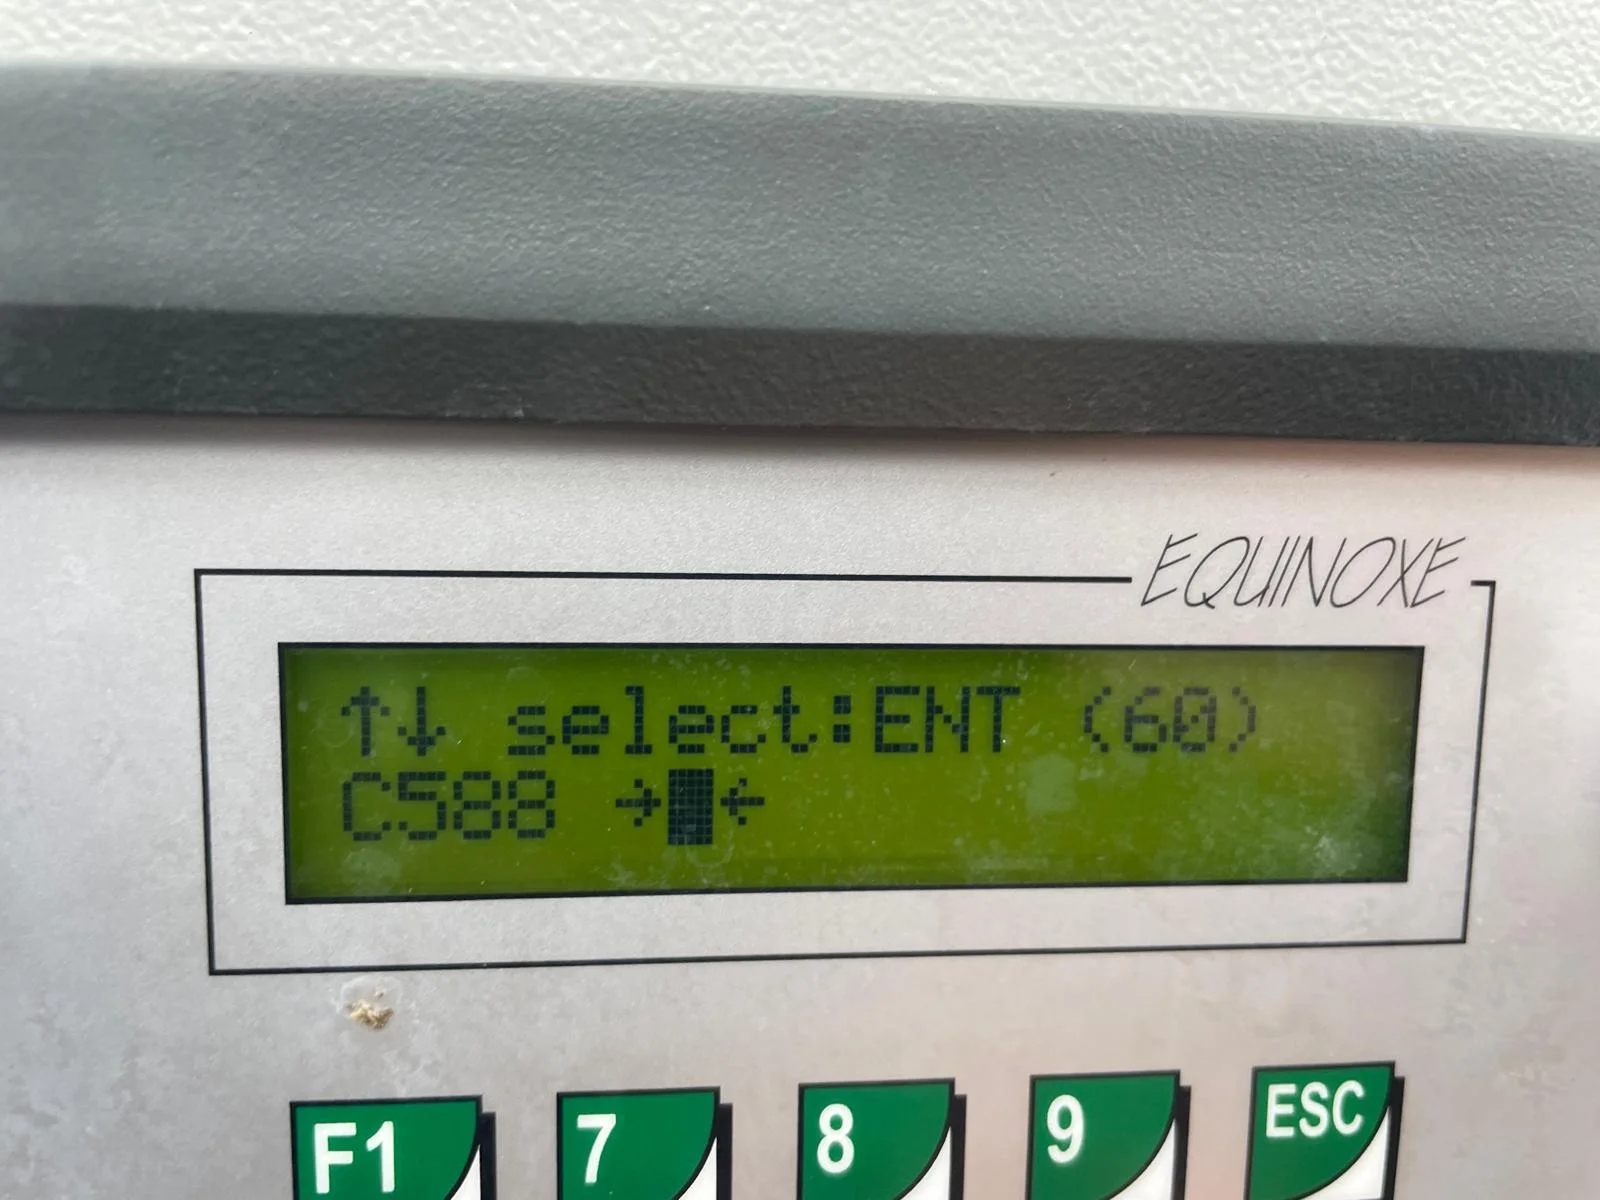 EQUINOXE
↑↓ select:ENT (60)
C588 →█←
F1 7 8 9 ESC